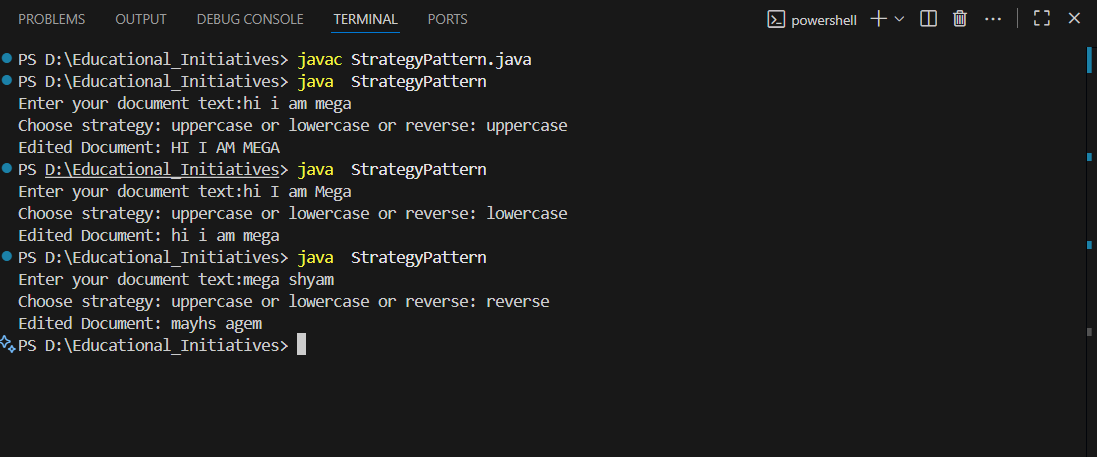 PROBLEMS OUTPUT DEBUG CONSOLE TERMINAL PORTS powershell
PS D:\Educational_Initiatives> javac StrategyPattern.java
PS D:\Educational_Initiatives> java  StrategyPattern
Enter your document text:hi i am mega
Choose strategy: uppercase or lowercase or reverse: uppercase
Edited Document: HI I AM MEGA
PS D:\Educational_Initiatives> java  StrategyPattern
Enter your document text:hi I am Mega
Choose strategy: uppercase or lowercase or reverse: lowercase
Edited Document: hi i am mega
PS D:\Educational_Initiatives> java  StrategyPattern
Enter your document text:mega shyam
Choose strategy: uppercase or lowercase or reverse: reverse
Edited Document: mayhs agem
PS D:\Educational_Initiatives>